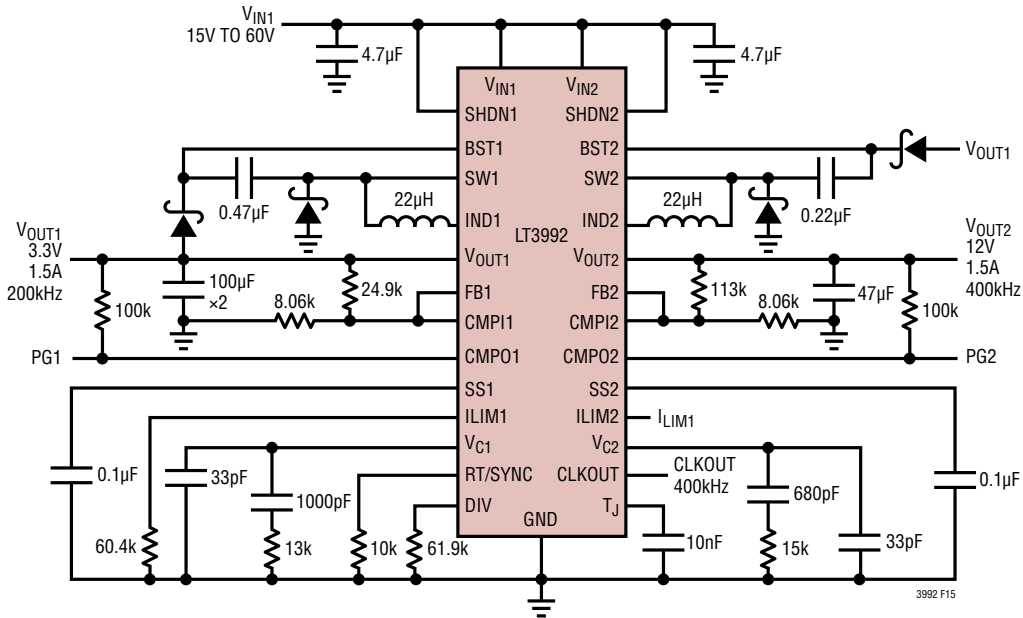 VIN1
15V TO 60V
4.7µF
4.7µF
VIN1
VIN2
SHDN1
SHDN2
BST1
BST2
VOUT1
SW1
SW2
0.47µF
22µH
22µH
0.22µF
IND1
IND2
LT3992
VOUT1
3.3V
1.5A
200kHz
VOUT1
VOUT2
VOUT2
12V
1.5A
400kHz
100k
100µF
×2
8.06k
24.9k
FB1
FB2
113k
8.06k
47µF
100k
CMPI1
CMPI2
PG1
CMPO1
CMPO2
PG2
SS1
SS2
ILIM1
ILIM2
ILIM1
VC1
VC2
0.1µF
33pF
1000pF
RT/SYNC
CLKOUT
CLKOUT
400kHz
680pF
0.1µF
DIV
TJ
GND
60.4k
13k
10k
61.9k
10nF
15k
33pF
3992 F15